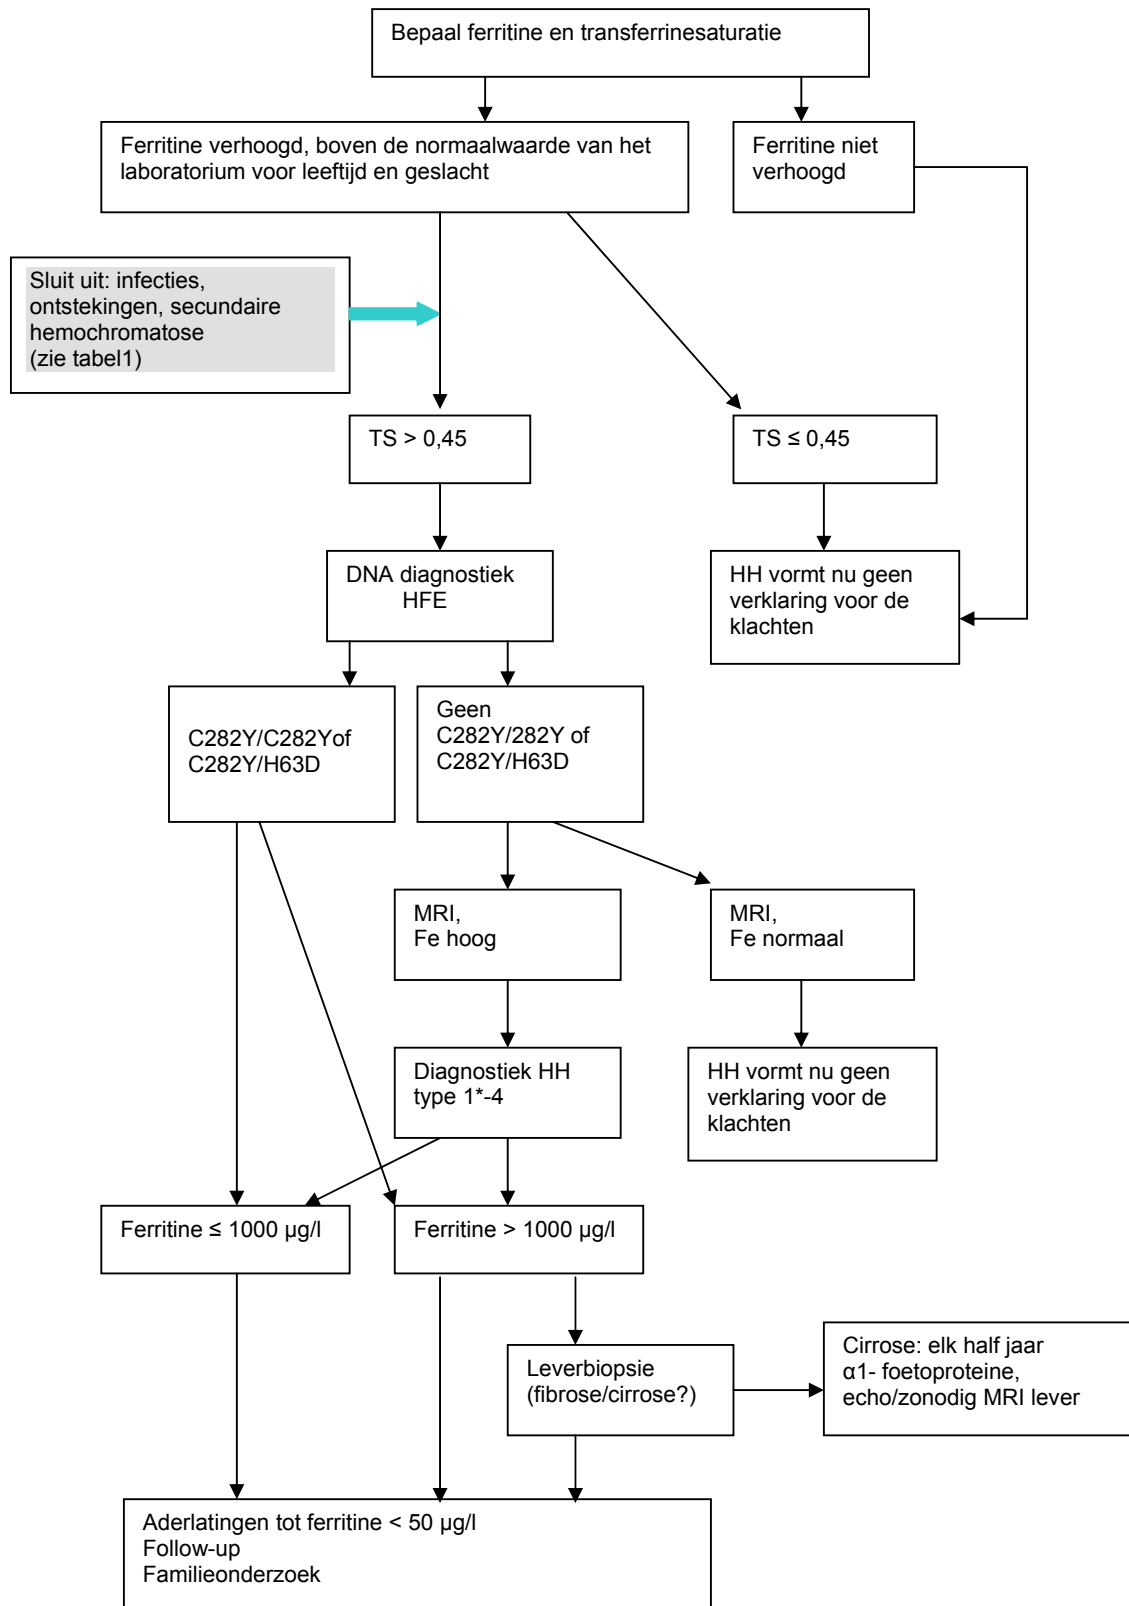 Bepaal ferritine en transferrinesaturatie
Ferritine verhoogd, boven de normaalwaarde van het
laboratorium voor leeftijd en geslacht
Ferritine niet
verhoogd
Sluit uit: infecties,
ontstekingen, secundaire
hemochromatose
(zie tabel1)
TS > 0,45
TS ≤ 0,45
DNA diagnostiek
HFE
HH vormt nu geen
verklaring voor de
klachten
C282Y/C282Yof
C282Y/H63D
Geen
C282Y/282Y of
C282Y/H63D
MRI,
Fe hoog
MRI,
Fe normaal
Diagnostiek HH
type 1*-4
HH vormt nu geen
verklaring voor de
klachten
Ferritine ≤ 1000 µg/l
Ferritine > 1000 µg/l
Leverbiopsie
(fibrose/cirrose?)
Cirrose: elk half jaar
α1- foetoproteine,
echo/zonodig MRI lever
Aderlatingen tot ferritine < 50 µg/l
Follow-up
Familieonderzoek